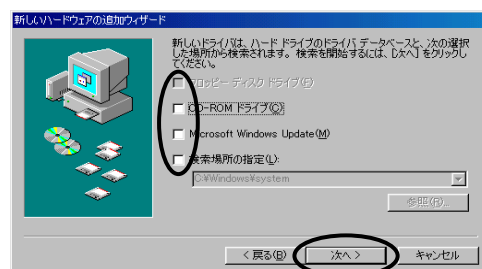 新しいハードウェアの追加ウィザード
新しいドライバは、ハード ドライブのドライバ データベースと、次の選択
した場所から検索されます。検索を開始するには、[次へ] をクリックし
てください。
フロッピー ディスク ドライブ(F)
CD-ROM ドライブ(C)
Microsoft Windows Update(M)
検索場所の指定(L):
C:¥Windows¥system
参照(R)...
< 戻る(B)
次へ >
キャンセル